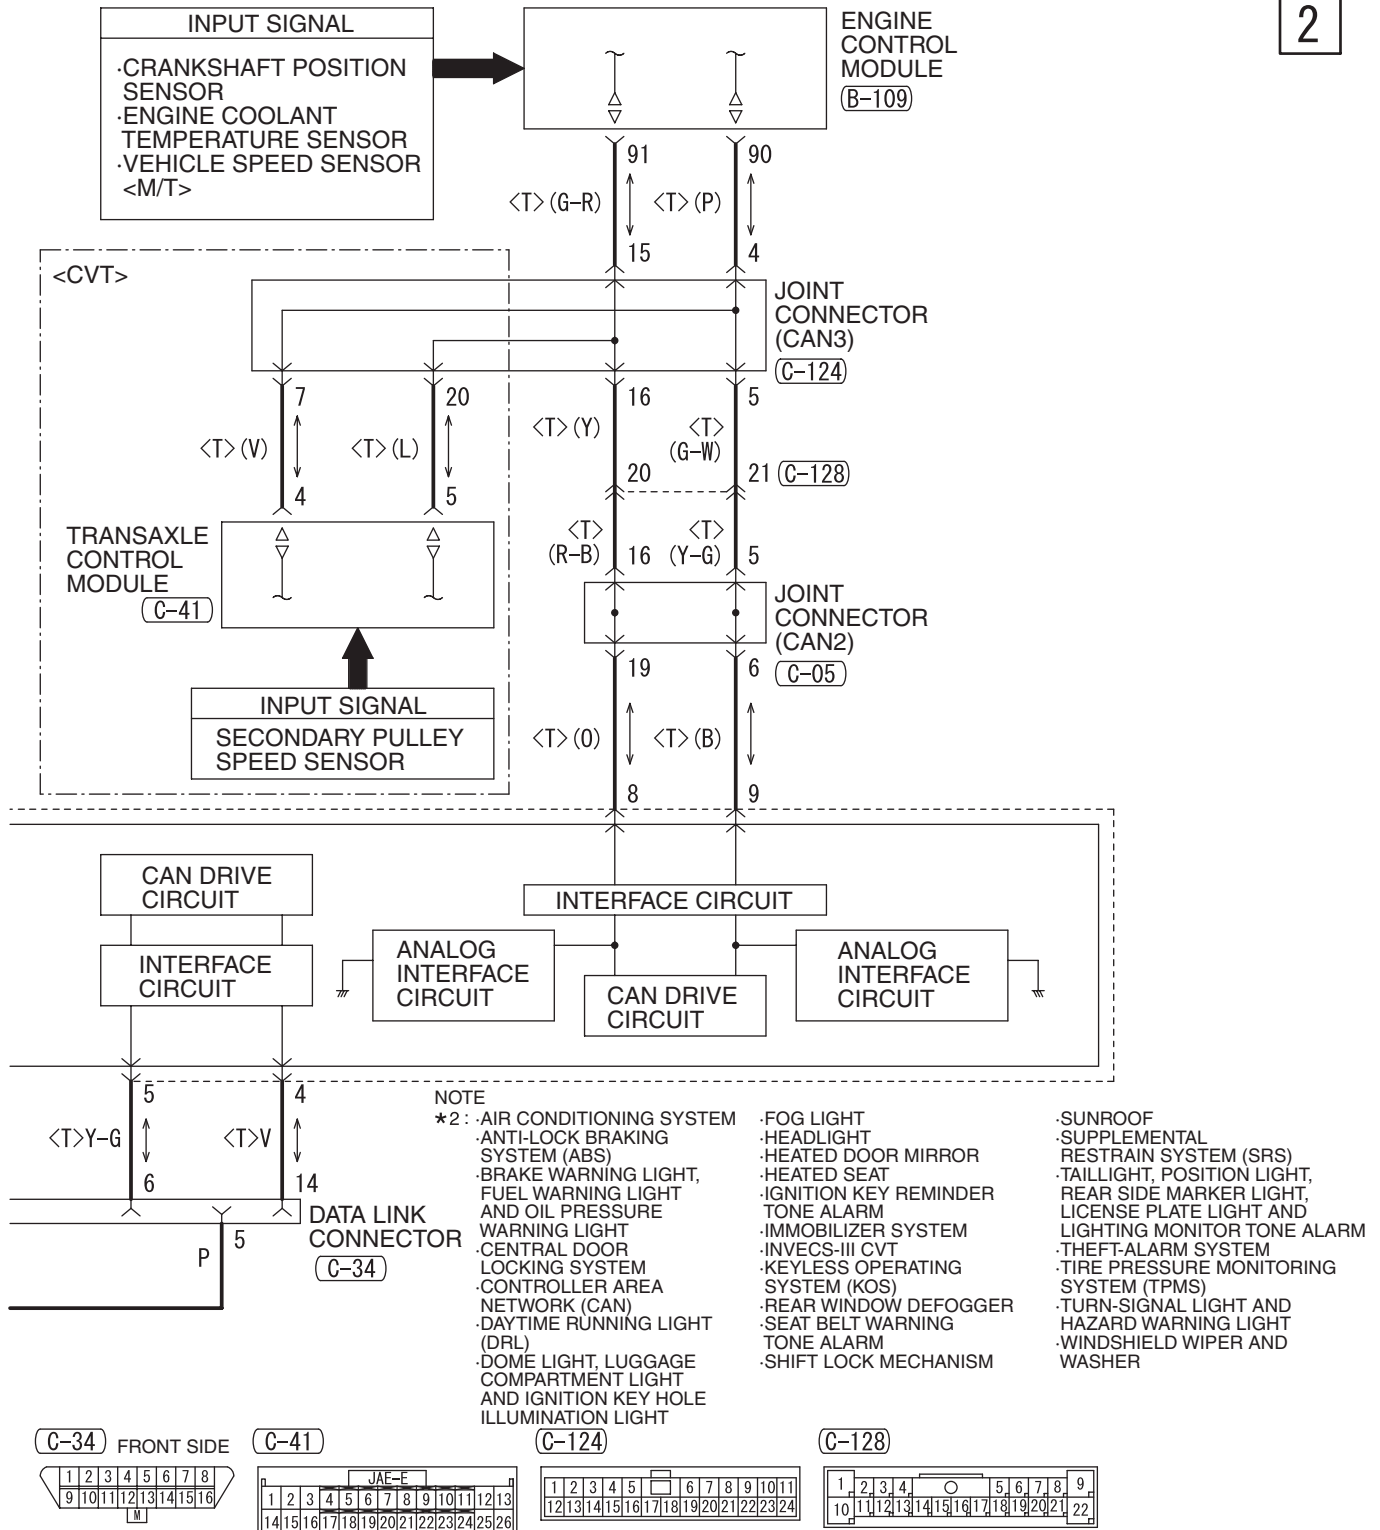 2
INPUT SIGNAL
·CRANKSHAFT POSITION
SENSOR
·ENGINE COOLANT
TEMPERATURE SENSOR
·VEHICLE SPEED SENSOR
<M/T>
ENGINE
CONTROL
MODULE
B-109
91
90
<T>(G-R)
<T>(P)
15
4
<CVT>
JOINT
CONNECTOR
(CAN3)
C-124
7
20
16
5
<T>(V)
<T>(L)
<T>(Y)
<T>
(G-W)
4
5
20
21
C-128
TRANSAXLE
CONTROL
MODULE
C-41
<T>
(R-B)
16
<T>
(Y-G)
5
JOINT
CONNECTOR
(CAN2)
C-05
19
6
INPUT SIGNAL
SECONDARY PULLEY
SPEED SENSOR
<T>(O)
<T>(B)
8
9
CAN DRIVE
CIRCUIT
INTERFACE
CIRCUIT
INTERFACE CIRCUIT
ANALOG
INTERFACE
CIRCUIT
CAN DRIVE
CIRCUIT
ANALOG
INTERFACE
CIRCUIT
5
4
<T>Y-G
<T>V
6
14
DATA LINK
CONNECTOR
C-34
5
P
NOTE
*2: ·AIR CONDITIONING SYSTEM
·ANTI-LOCK BRAKING
SYSTEM (ABS)
·BRAKE WARNING LIGHT,
FUEL WARNING LIGHT
AND OIL PRESSURE
WARNING LIGHT
·CENTRAL DOOR
LOCKING SYSTEM
·CONTROLLER AREA
NETWORK (CAN)
·DAYTIME RUNNING LIGHT
(DRL)
·DOME LIGHT, LUGGAGE
COMPARTMENT LIGHT
AND IGNITION KEY HOLE
ILLUMINATION LIGHT
·FOG LIGHT
·HEADLIGHT
·HEATED DOOR MIRROR
·HEATED SEAT
·IGNITION KEY REMINDER
TONE ALARM
·IMMOBILIZER SYSTEM
·INVECS-III CVT
·KEYLESS OPERATING
SYSTEM (KOS)
·REAR WINDOW DEFOGGER
·SEAT BELT WARNING
TONE ALARM
·SHIFT LOCK MECHANISM
·SUNROOF
·SUPPLEMENTAL
RESTRAIN SYSTEM (SRS)
·TAILLIGHT, POSITION LIGHT,
REAR SIDE MARKER LIGHT,
LICENSE PLATE LIGHT AND
LIGHTING MONITOR TONE ALARM
·THEFT-ALARM SYSTEM
·TIRE PRESSURE MONITORING
SYSTEM (TPMS)
·TURN-SIGNAL LIGHT AND
HAZARD WARNING LIGHT
·WINDSHIELD WIPER AND
WASHER
C-34 FRONT SIDE
1 2 3 4 5 6 7 8
9 10 11 12 13 14 15 16
M
C-41
JAE-E
1 2 3 4 5 6 7 8 9 10 11 12 13
14 15 16 17 18 19 20 21 22 23 24 25 26
C-124
1 2 3 4 5 6 7 8 9 10 11
12 13 14 15 16 17 18 19 20 21 22 23 24
C-128
1 2 3 4 5 6 7 8 9
10 11 12 13 14 15 16 17 18 19 20 21 22